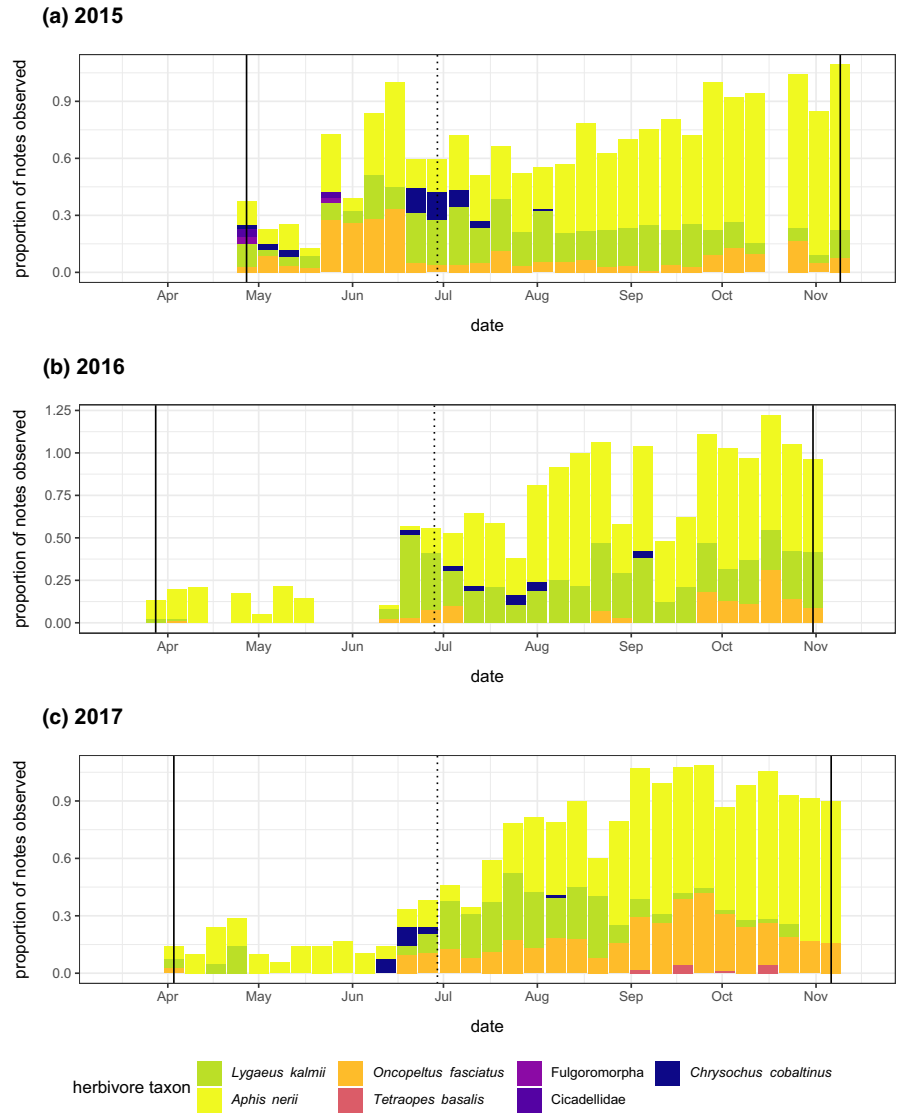 (a) 2015
proportion of notes observed
0.9
0.6
0.3
0.0
Apr May Jun Jul Aug Sep Oct Nov
date
(b) 2016
proportion of notes observed
1.25
1.00
0.75
0.50
0.25
0.00
Apr May Jun Jul Aug Sep Oct Nov
date
(c) 2017
proportion of notes observed
0.9
0.6
0.3
0.0
Apr May Jun Jul Aug Sep Oct Nov
date
herbivore taxon
Lygaeus kalmii Oncopeltus fasciatus Fulgoromorpha Chrysochus cobaltinus
Aphis nerii Tetraopes basalis Cicadellidae